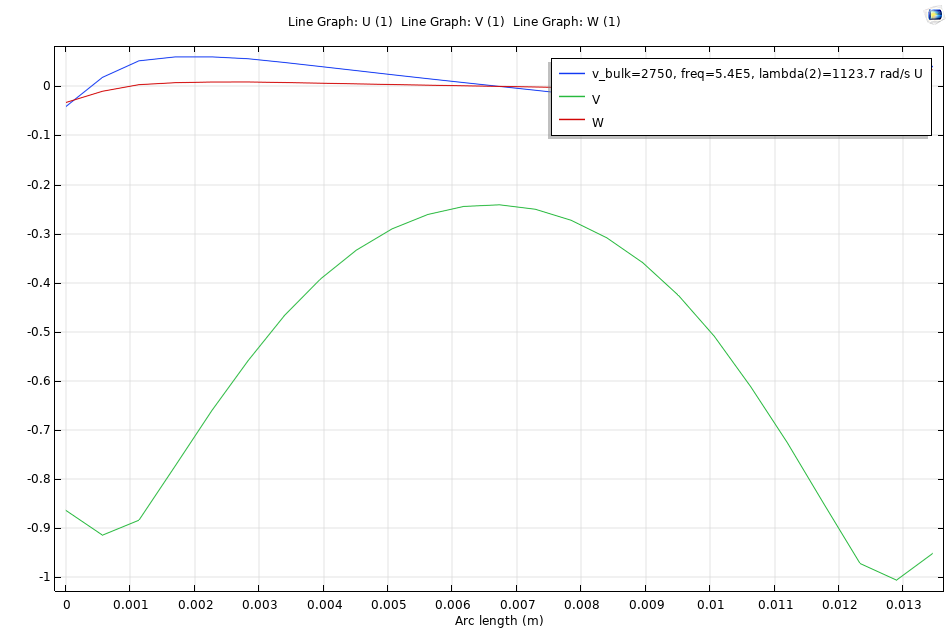 Line Graph: U (1)  Line Graph: V (1)  Line Graph: W (1)
v_bulk=2750, freq=5.4E5, lambda(2)=1123.7 rad/s U
V
W
0
-0.1
-0.2
-0.3
-0.4
-0.5
-0.6
-0.7
-0.8
-0.9
-1
0 0.001 0.002 0.003 0.004 0.005 0.006 0.007 0.008 0.009 0.01 0.011 0.012 0.013
Arc length (m)